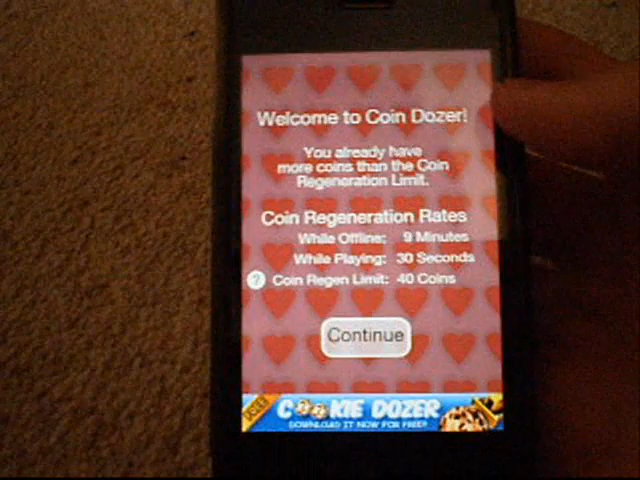 Welcome to Coin Dozer!
You already have
more coins than the Coin
Regeneration Limit.
Coin Regeneration Rates
While Offline: 9 Minutes
While Playing: 30 Seconds
? Coin Regen Limit: 40 Coins
Continue
COOKIE DOZER
DOWNLOAD IT NOW FOR FREE!